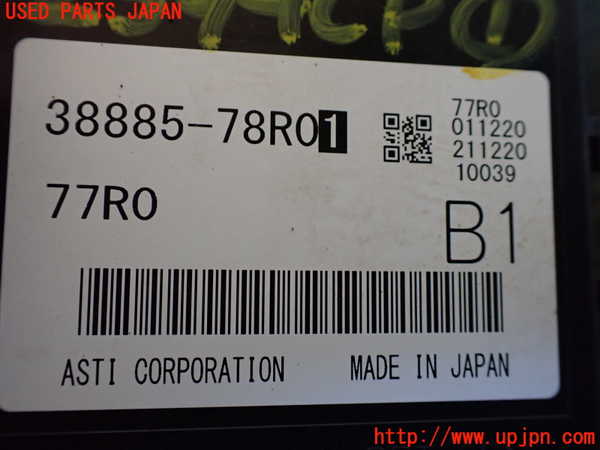 USED PARTS JAPAN
38885-78R01
77R0
77R0
011220
211220
10039
B1
ASTI CORPORATION
MADE IN JAPAN
http://www.upjpn.com/